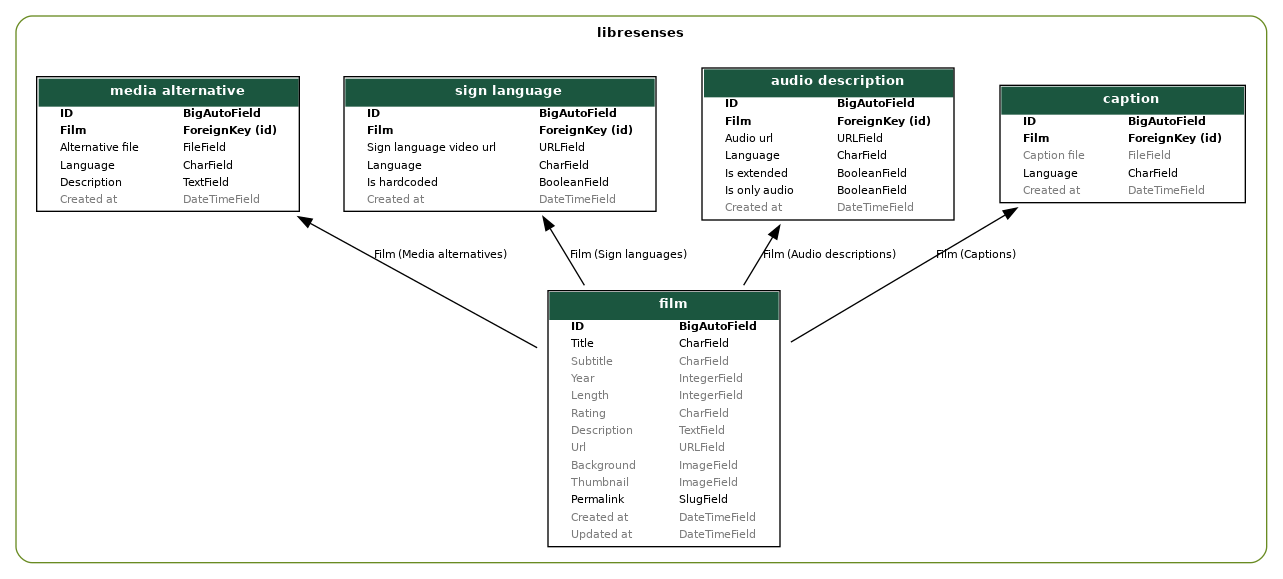 libresenses
media alternative
ID BigAutoField
Film ForeignKey (id)
Alternative file FileField
Language CharField
Description TextField
Created at DateTimeField
sign language
ID BigAutoField
Film ForeignKey (id)
Sign language video url URLField
Language CharField
Is hardcoded BooleanField
Created at DateTimeField
audio description
ID BigAutoField
Film ForeignKey (id)
Audio url URLField
Language CharField
Is extended BooleanField
Is only audio BooleanField
Created at DateTimeField
caption
ID BigAutoField
Film ForeignKey (id)
Caption file FileField
Language CharField
Created at DateTimeField
Film (Media alternatives)
Film (Sign languages)
Film (Audio descriptions)
Film (Captions)
film
ID BigAutoField
Title CharField
Subtitle CharField
Year IntegerField
Length IntegerField
Rating CharField
Description TextField
Url URLField
Background ImageField
Thumbnail ImageField
Permalink SlugField
Created at DateTimeField
Updated at DateTimeField